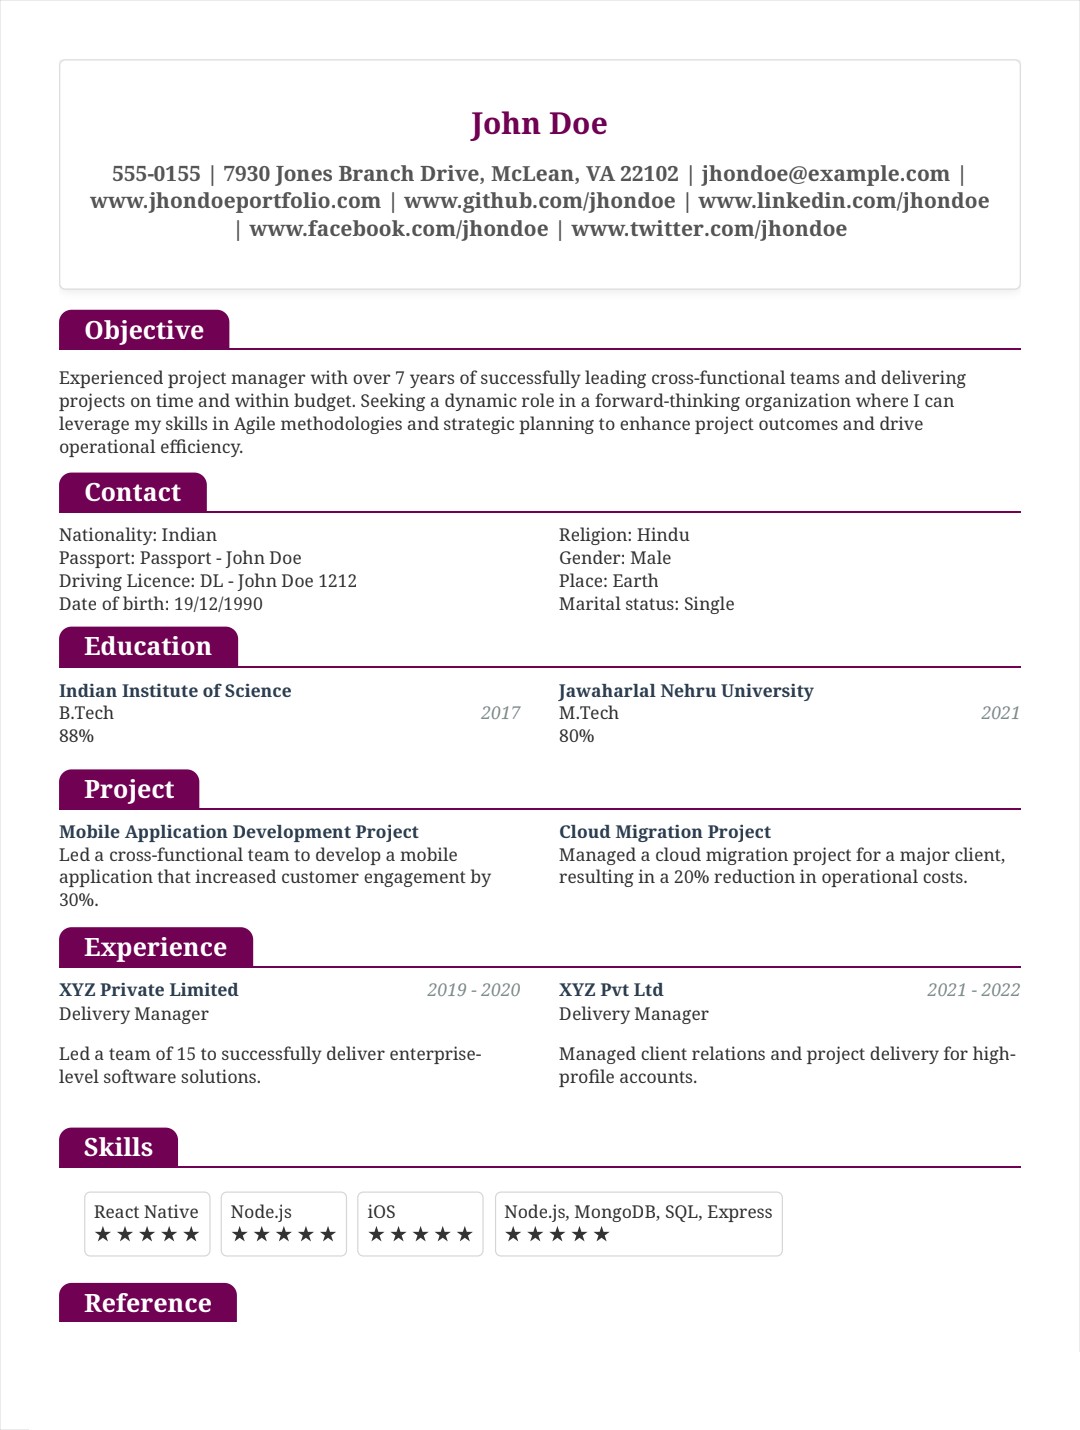 John Doe
555-0155 | 7930 Jones Branch Drive, McLean, VA 22102 | jhondoe@example.com |
www.jhondoeportfolio.com | www.github.com/jhondoe | www.linkedin.com/jhondoe
| www.facebook.com/jhondoe | www.twitter.com/jhondoe
Objective
Experienced project manager with over 7 years of successfully leading cross-functional teams and delivering
projects on time and within budget. Seeking a dynamic role in a forward-thinking organization where I can
leverage my skills in Agile methodologies and strategic planning to enhance project outcomes and drive
operational efficiency.
Contact
Nationality: Indian
Passport: Passport - John Doe
Driving Licence: DL - John Doe 1212
Date of birth: 19/12/1990
Religion: Hindu
Gender: Male
Place: Earth
Marital status: Single
Education
Indian Institute of Science
B.Tech 2017
88%
Jawaharlal Nehru University
M.Tech 2021
80%
Project
Mobile Application Development Project
Led a cross-functional team to develop a mobile
application that increased customer engagement by
30%.
Cloud Migration Project
Managed a cloud migration project for a major client,
resulting in a 20% reduction in operational costs.
Experience
XYZ Private Limited 2019 - 2020
Delivery Manager
Led a team of 15 to successfully deliver enterprise-
level software solutions.
XYZ Pvt Ltd 2021 - 2022
Delivery Manager
Managed client relations and project delivery for high-
profile accounts.
Skills
React Native
★ ★ ★ ★ ★
Node.js
★ ★ ★ ★ ★
iOS
★ ★ ★ ★ ★
Node.js, MongoDB, SQL, Express
★ ★ ★ ★ ★
Reference